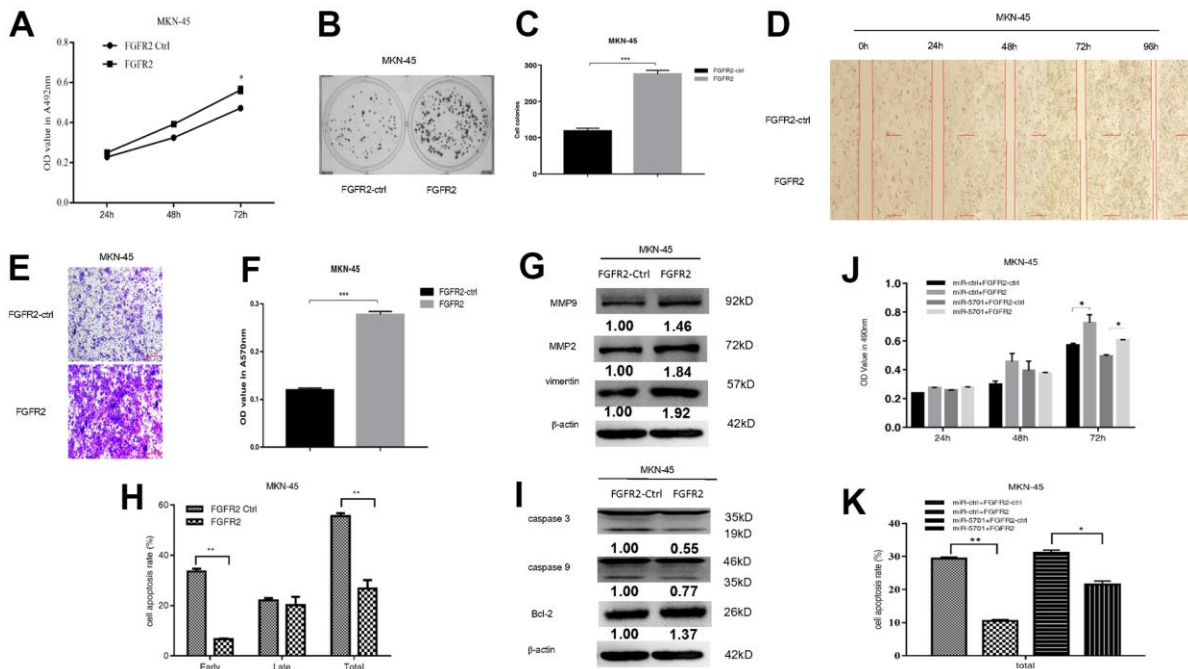 A
MKN-45
FGFR2 Ctrl
FGFR2
OD value in A492nm
0.8
0.6
0.4
0.2
0.0
*
24h 48h 72h
B
MKN-45
FGFR2-ctrl FGFR2
C
MKN-45
FGFR2-ctrl
FGFR2
Cell colonies
300
200
100
0
***
D
MKN-45
0h 24h 48h 72h 96h
FGFR2-ctrl
FGFR2
E
MKN-45
FGFR2-ctrl
FGFR2
F
MKN-45
FGFR2-ctrl
FGFR2
OD value in A570nm
0.3
0.2
0.1
0.0
***
G
MKN-45
FGFR2-Ctrl FGFR2
MMP9 92kD
1.00 1.46
MMP2 72kD
1.00 1.84
vimentin 57kD
1.00 1.92
β-actin 42kD
J
MKN-45
miR-ctrl+FGFR2-ctrl
miR-ctrl+FGFR2
miR-5701+FGFR2-ctrl
miR-5701+FGFR2
OD Value in 490nm
1.0
0.8
0.6
0.4
0.2
0.0
* *
24h 48h 72h
H
MKN-45
FGFR2 Ctrl
FGFR2
cell apoptosis rate (%)
60
40
20
0
** **
Early Late Total
I
MKN-45
FGFR2-Ctrl FGFR2
caspase 3 35kD
19kD
1.00 0.55
caspase 9 46kD
35kD
1.00 0.77
Bcl-2 26kD
1.00 1.37
β-actin 42kD
K
MKN-45
miR-ctrl+FGFR2-ctrl
miR-ctrl+FGFR2
miR-5701+FGFR2-ctrl
miR-5701+FGFR2
cell apoptosis rate (%)
40
30
20
10
0
** *
total